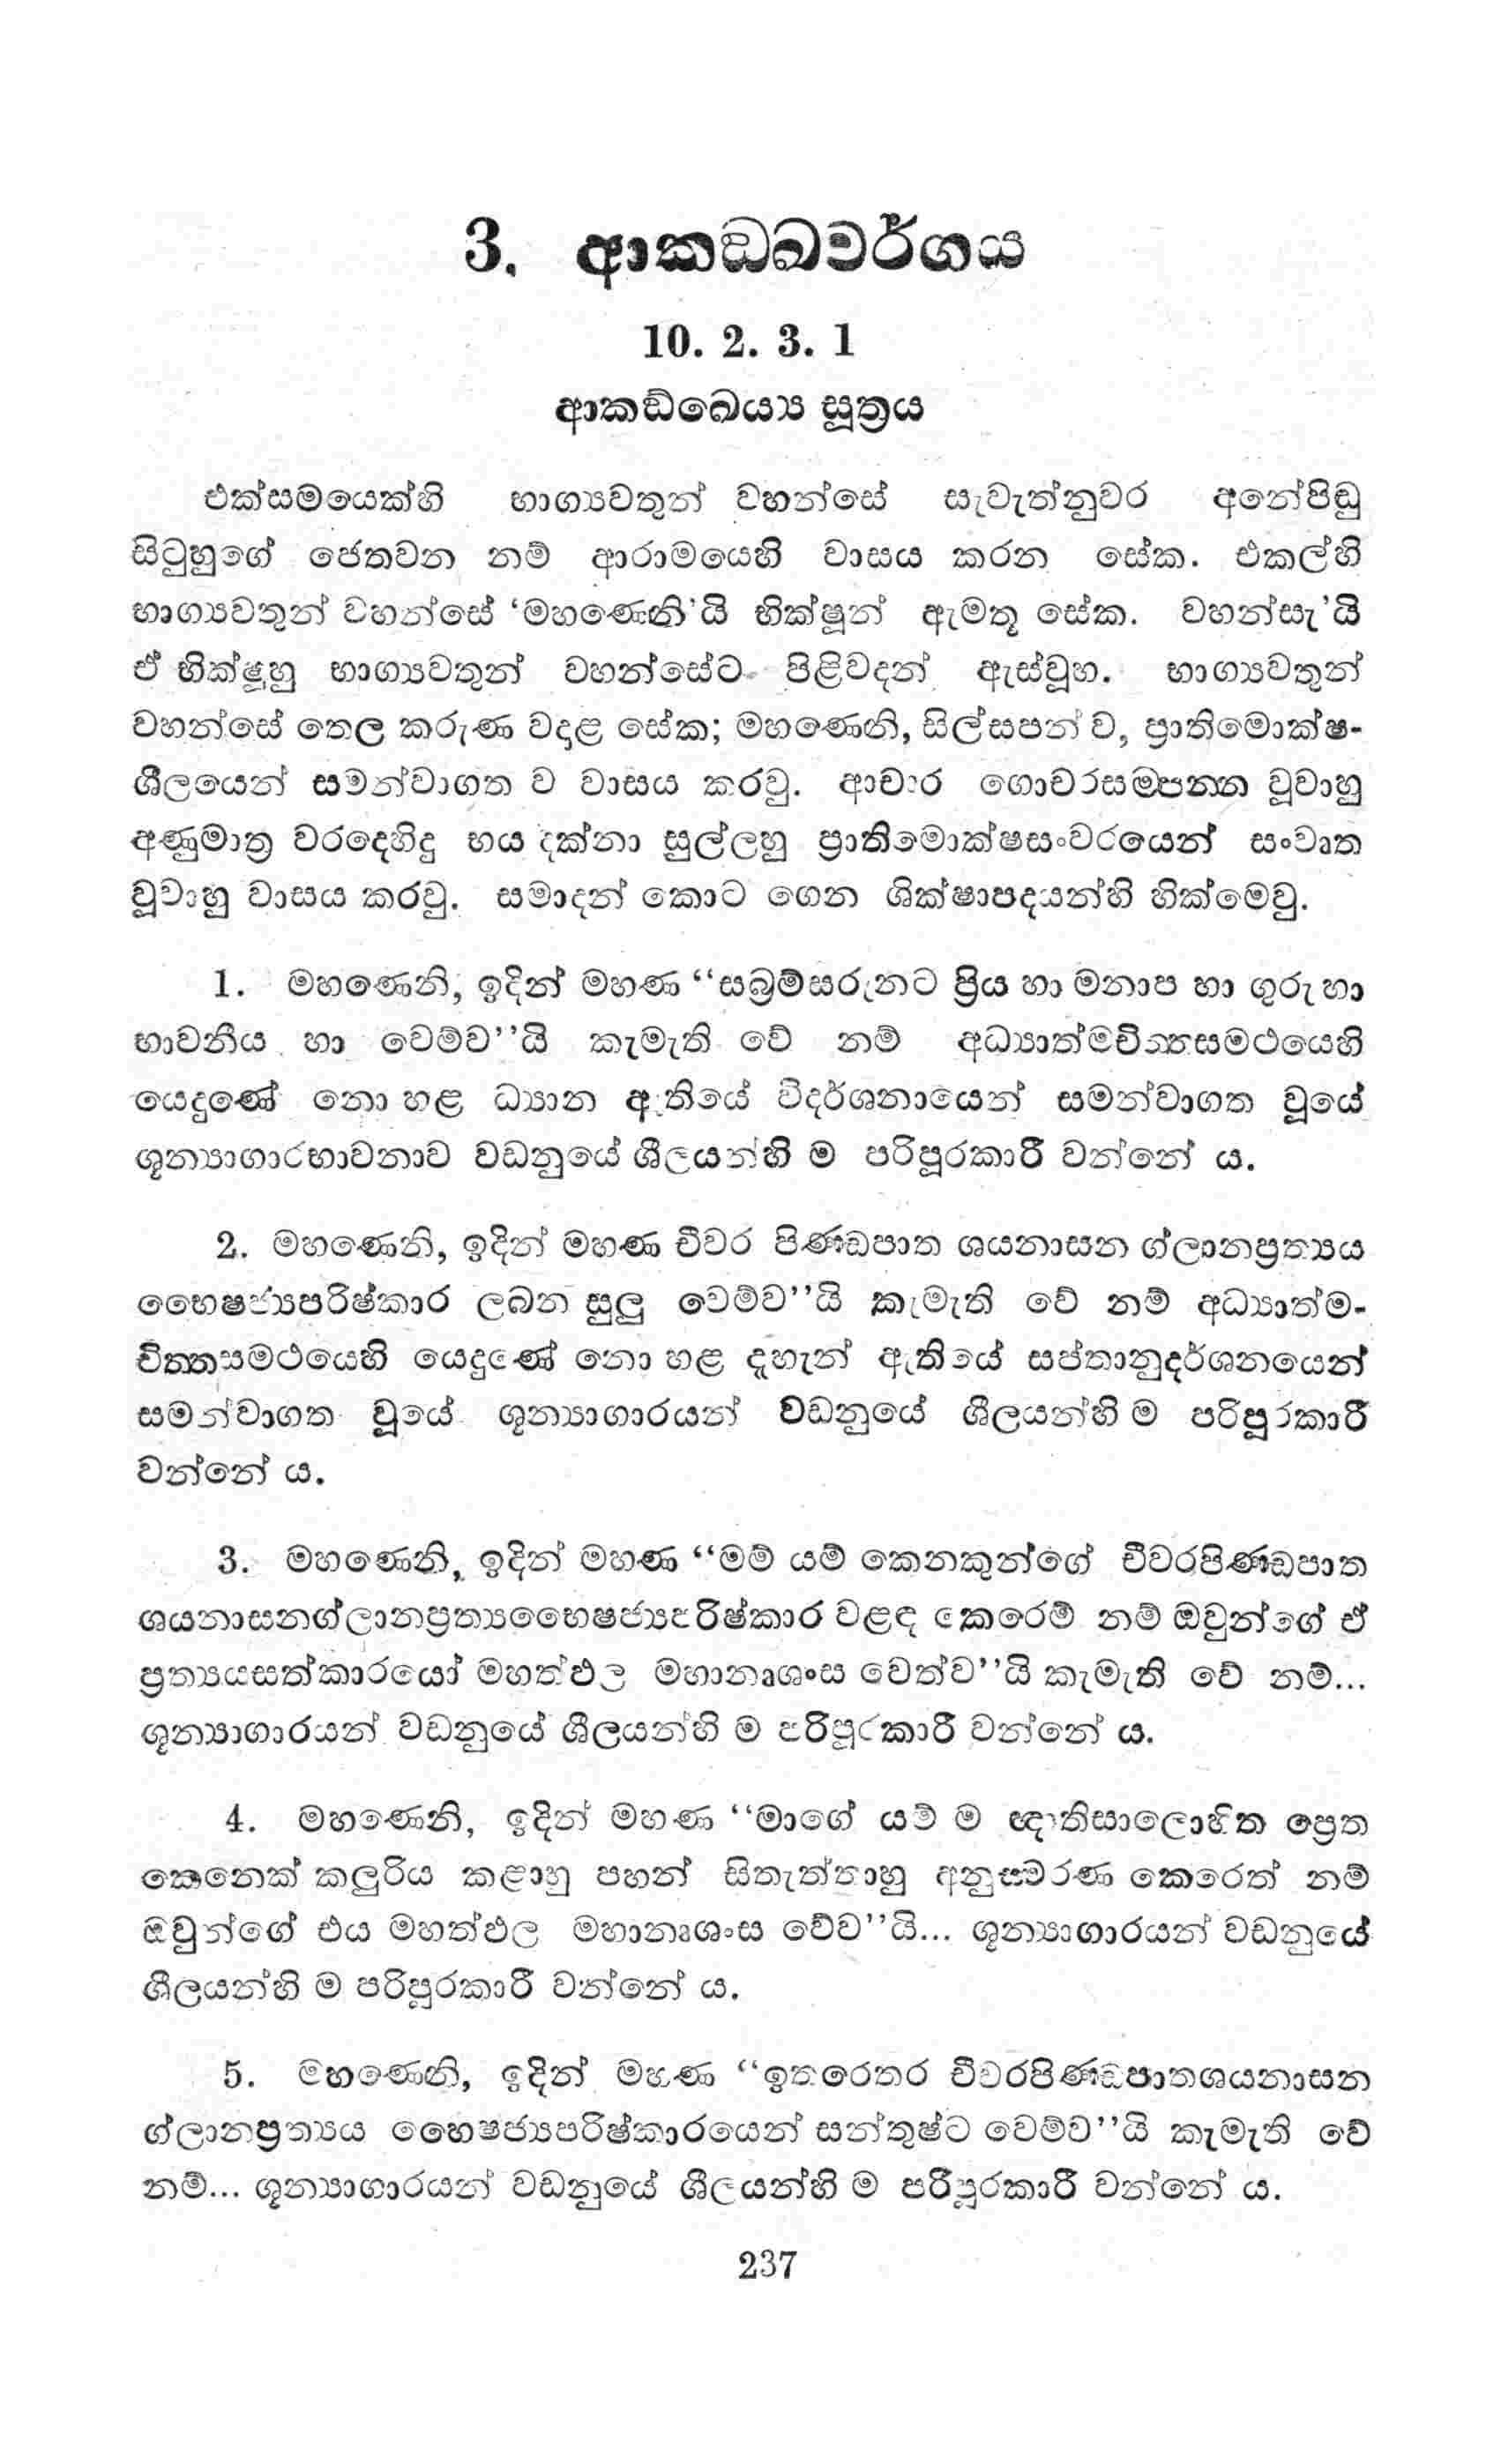 3. ආකඞඛවර්ගය
10. 2. 3. 1
ආකඞ්ඛෙය්‍ය සූත්‍රය
එක්සමයෙක්හි භාග්‍යවතුන් වහන්සේ සැවැත්නුවර අනේපිඬු
සිටුහුගේ ජෙතවන නම් ආරාමයෙහි වාසය කරන සේක. එකල්හි
භාග්‍යවතුන් වහන්සේ ‘මහණෙනි’යි භික්ෂූන් ඇමතූ සේක. වහන්සැ’යි
ඒ භික්ෂූහු භාග්‍යවතුන් වහන්සේට පිළිවදන් ඇස්වූහ. භාග්‍යවතුන්
වහන්සේ තෙල කරුණ වදාළ සේක; මහණෙනි, සිල්සපන් ව, ප්‍රාතිමොක්ෂ-
ශීලයෙන් සමන්වාගත ව වාසය කරවු. ආචාර ගොචරසම්පන්න වූවාහු
අණුමාත්‍ර වරදෙහිදු භය දක්නා සුල්ලහු ප්‍රාතිමොක්ෂසංවරයෙන් සංවෘත
වූවාහු වාසය කරවු. සමාදන් කොට ගෙන ශික්ෂාපදයන්හි හික්මෙවු.
1. මහණෙනි, ඉදින් මහණ “සබ්‍රම්සරුනට ප්‍රිය හා මනාප හා ගුරු හා
භාවනීය හා වෙම්ව”යි කැමැති වේ නම් අධ්‍යාත්මචිත්තසමථයෙහි
යෙදුණේ නො හළ ධ්‍යාන ඇතියේ විදර්ශනායෙන් සමන්වාගත වූයේ
ශූන්‍යාගාරභාවනාව වඩනුයේ ශීලයන්හි ම පරිපූරකාරී වන්නේ ය.
2. මහණෙනි, ඉදින් මහණ චීවර පිණ්ඩපාත ශයනාසන ග්ලානප්‍රත්‍යය
භෛෂජ්‍යපරිෂ්කාර ලබන සුලු වෙම්ව”යි කැමැති වේ නම් අධ්‍යාත්ම-
චිත්තසමථයෙහි යෙදුණේ නො හළ දැහැන් ඇතියේ සප්තානුදර්ශනයෙන්
සමන්වාගත වූයේ ශූන්‍යාගාරයන් වඩනුයේ ශීලයන්හි ම පරිපූරකාරී
වන්නේ ය.
3. මහණෙනි, ඉදින් මහණ “මම් යම් කෙනකුන්ගේ චීවරපිණ්ඩපාත
ශයනාසනග්ලානප්‍රත්‍යභෛෂජ්‍යපරිෂ්කාර වළඳ කෙරෙම් නම් ඔවුන්ගේ ඒ
ප්‍රත්‍යයසත්කාරයෝ මහත්ඵල මහානෘශංස වෙත්ව”යි කැමැති වේ නම්...
ශූන්‍යාගාරයන් වඩනුයේ ශීලයන්හි ම පරිපූරකාරී වන්නේ ය.
4. මහණෙනි, ඉදින් මහණ “මාගේ යම් ම ඥාතිසාලොහිත ප්‍රෙත
කෙනෙක් කලුරිය කළාහු පහන් සිතැත්තාහු අනුස්මරණ කෙරෙත් නම්
ඔවුන්ගේ එය මහත්ඵල මහානෘශංස වේව”යි... ශූන්‍යාගාරයන් වඩනුයේ
ශීලයන්හි ම පරිපූරකාරී වන්නේ ය.
5. මහණෙනි, ඉදින් මහණ “ඉතරෙතර චීවරපිණ්ඩපාතශයනාසන
ග්ලානප්‍රත්‍යය භෛෂජ්‍යපරිෂ්කාරයෙන් සන්තුෂ්ට වෙම්ව”යි කැමැති වේ
නම්... ශූන්‍යාගාරයන් වඩනුයේ ශීලයන්හි ම පරිපූරකාරී වන්නේ ය.
237